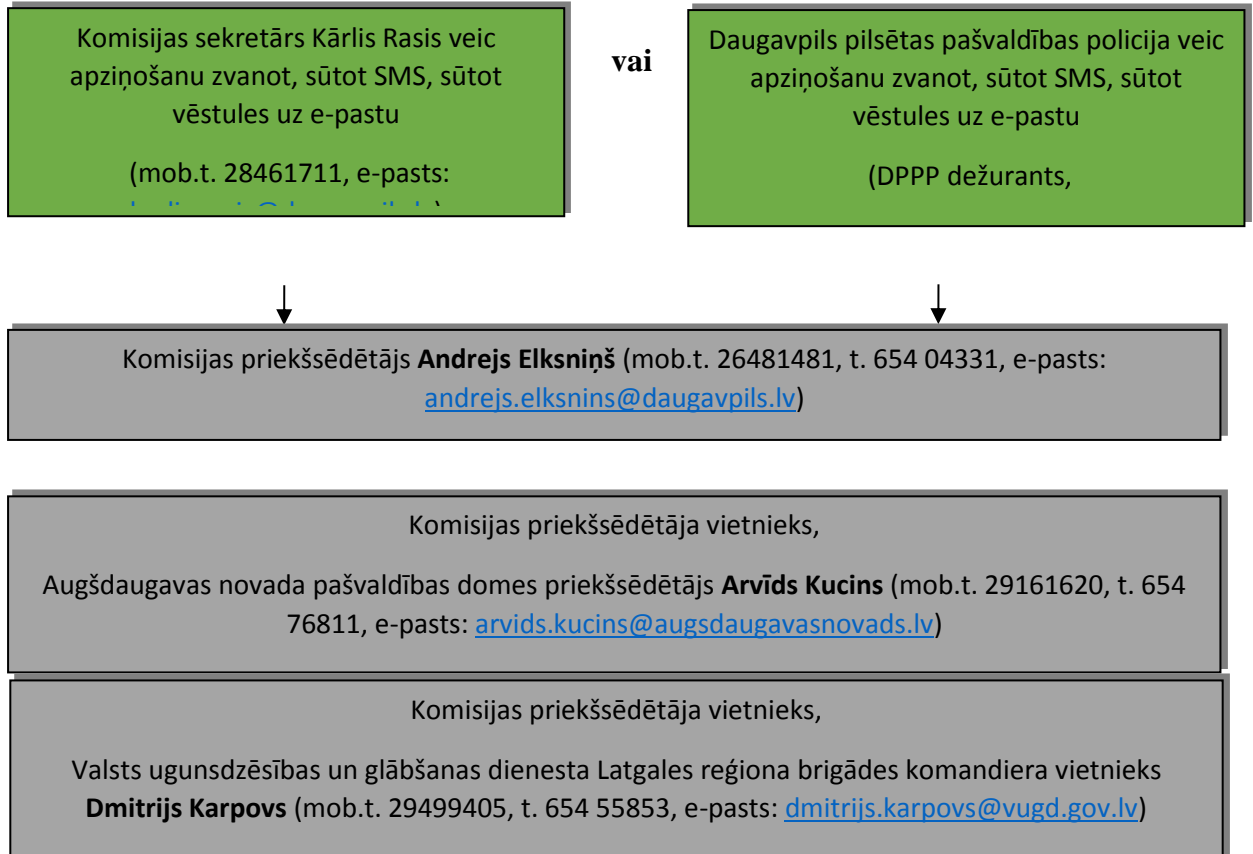 Komisijas sekretārs Kārlis Rasis veic
apziņošanu zvanot, sūtot SMS, sūtot
vēstules uz e-pastu
(mob.t. 28461711, e-pasts:
vai
Daugavpils pilsētas pašvaldības policija veic
apziņošanu zvanot, sūtot SMS, sūtot
vēstules uz e-pastu
(DPPP dežurants,
Komisijas priekšsēdētājs Andrejs Elksniņš (mob.t. 26481481, t. 654 04331, e-pasts:
andrejs.elksnins@daugavpils.lv)
Komisijas priekšsēdētāja vietnieks,
Augšdaugavas novada pašvaldības domes priekšsēdētājs Arvīds Kucins (mob.t. 29161620, t. 654
76811, e-pasts: arvids.kucins@augsdaugavasnovads.lv)
Komisijas priekšsēdētāja vietnieks,
Valsts ugunsdzēsības un glābšanas dienesta Latgales reģiona brigādes komandiera vietnieks
Dmitrijs Karpovs (mob.t. 29499405, t. 654 55853, e-pasts: dmitrijs.karpovs@vugd.gov.lv)